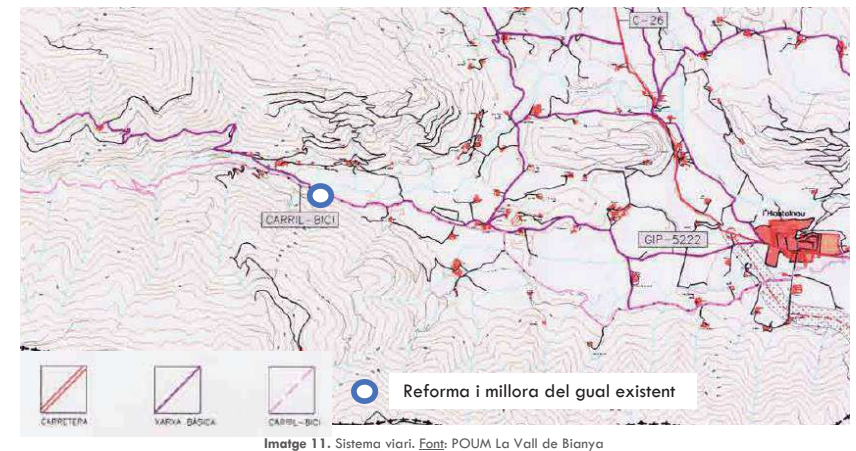 C-26
l'Hostalnou
CARRIL-BICI
GIP-5222
Reforma i millora del gual existent
CARRETERA
XARXA BÀSICA
CARRIL-BICI
Imatge 11. Sistema viari. Font: POUM La Vall de Bianya